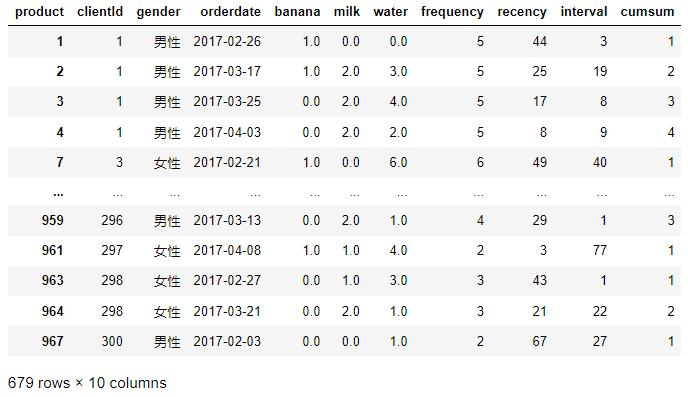 product clientId gender orderdate banana milk water frequency recency interval cumsum
1 1 男性 2017-02-26 1.0 0.0 0.0 5 44 3 1
2 1 男性 2017-03-17 1.0 2.0 3.0 5 25 19 2
3 1 男性 2017-03-25 0.0 2.0 4.0 5 17 8 3
4 1 男性 2017-04-03 0.0 2.0 2.0 5 8 9 4
7 3 女性 2017-02-21 1.0 0.0 6.0 6 49 40 1
... ... ... ... ... ... ... ... ... ... ...
959 296 男性 2017-03-13 0.0 2.0 1.0 4 29 1 3
961 297 女性 2017-04-08 1.0 1.0 4.0 2 3 77 1
963 298 女性 2017-02-27 0.0 1.0 3.0 3 43 1 1
964 298 女性 2017-03-21 0.0 2.0 1.0 3 21 22 2
967 300 男性 2017-02-03 0.0 0.0 1.0 2 67 27 1
679 rows × 10 columns